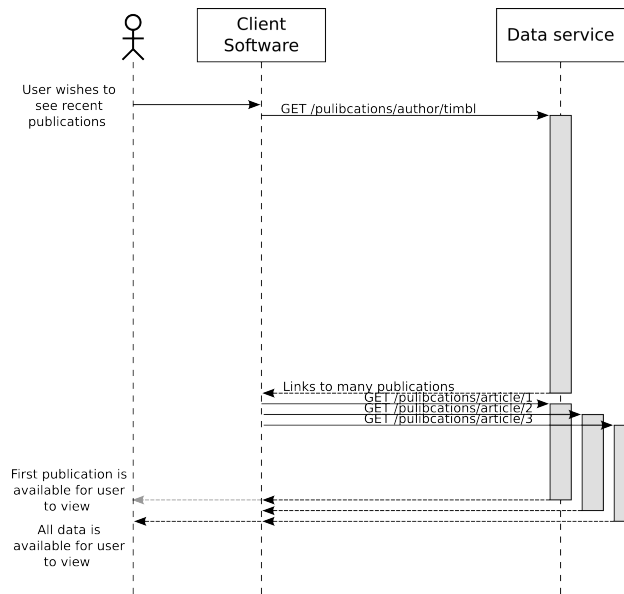 Client
Software
Data service
User wishes to
see recent
publications
GET /pulibcations/author/timbl
Links to many publications
GET /pulibcations/article/1
GET /pulibcations/article/2
GET /pulibcations/article/3
First publication is
available for user
to view
All data is
available for user
to view